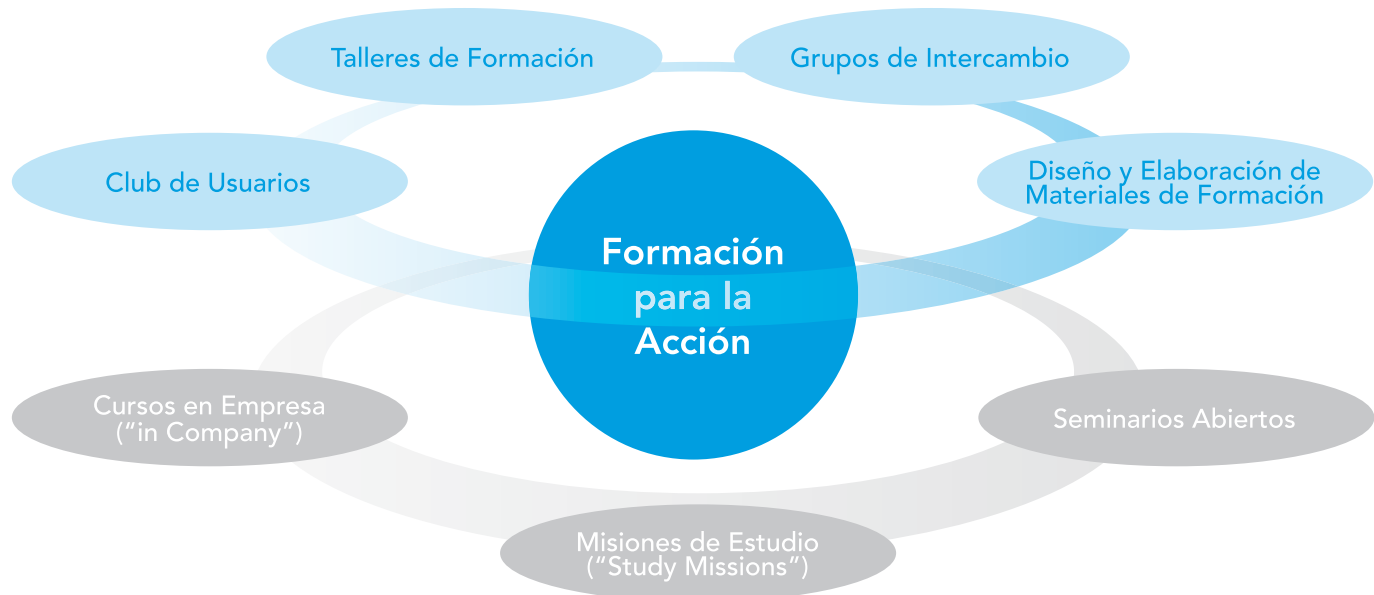 Talleres de Formación
Grupos de Intercambio
Club de Usuarios
Diseño y Elaboración de
Materiales de Formación
Formación
para la
Acción
Cursos en Empresa
(“in Company”)
Seminarios Abiertos
Misiones de Estudio
(“Study Missions”)